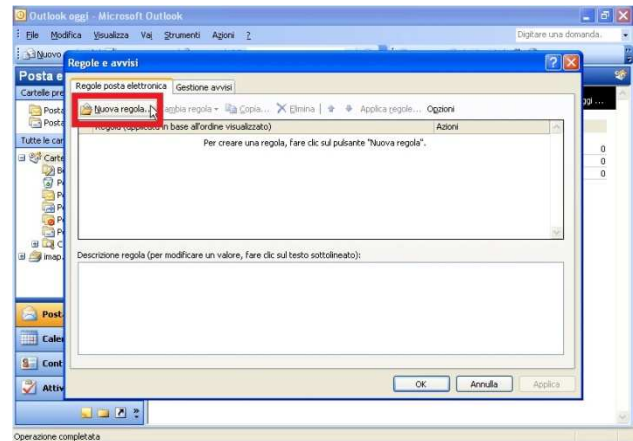 Outlook oggi - Microsoft Outlook
File Modifica Visualizza Vai Strumenti Azioni ? Digitare una domanda.
Nuovo
Regole e avvisi
Posta e
Regole posta elettronica Gestione avvisi
Cartelle pre
Nuova regola... Cambia regola Copia... Elimina Applica regole... Opzioni
Posta
Posta
Regola (applicata in base all'ordine visualizzato) Azioni
Tutte le car
Per creare una regola, fare clic sul pulsante "Nuova regola".
0
Carte
0
0
imap.
Descrizione regola (per modificare un valore, fare clic sul testo sottolineato):
Post
Cale
Cont
Attiv
OK Annulla Applica
Operazione completata